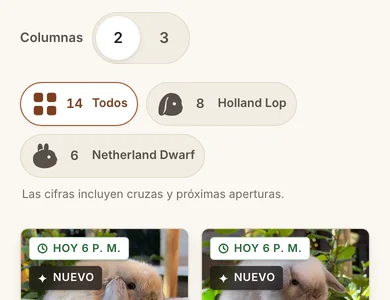 Columnas 2 3
14 Todos 8 Holland Lop
6 Netherland Dwarf
Las cifras incluyen cruzas y próximas aperturas.
HOY 6 P. M. HOY 6 P. M.
NUEVO NUEVO